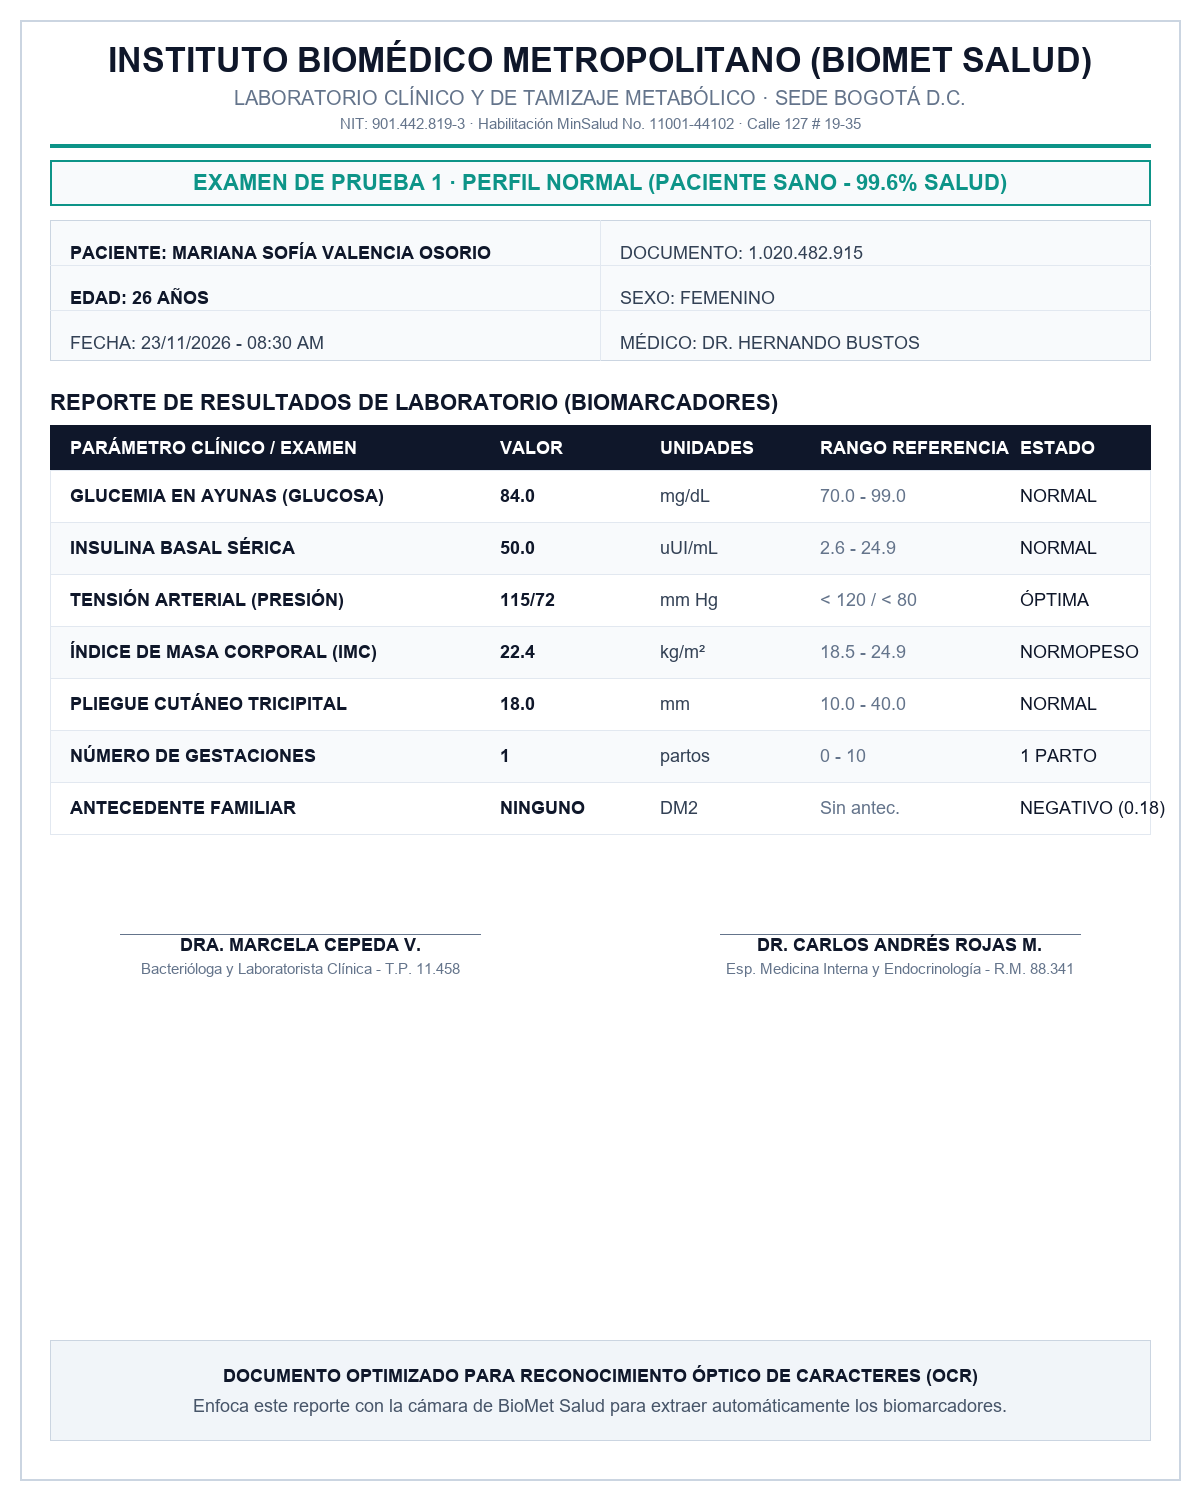 INSTITUTO BIOMÉDICO METROPOLITANO (BIOMET SALUD)
LABORATORIO CLÍNICO Y DE TAMIZAJE METABÓLICO · SEDE BOGOTÁ D.C.
NIT: 901.442.819-3 · Habilitación MinSalud No. 11001-44102 · Calle 127 # 19-35
EXAMEN DE PRUEBA 1 · PERFIL NORMAL (PACIENTE SANO - 99.6% SALUD)
PACIENTE: MARIANA SOFÍA VALENCIA OSORIO DOCUMENTO: 1.020.482.915
EDAD: 26 AÑOS SEXO: FEMENINO
FECHA: 23/11/2026 - 08:30 AM MÉDICO: DR. HERNANDO BUSTOS
REPORTE DE RESULTADOS DE LABORATORIO (BIOMARCADORES)
PARÁMETRO CLÍNICO / EXAMEN VALOR UNIDADES RANGO REFERENCIA ESTADO
GLUCEMIA EN AYUNAS (GLUCOSA) 84.0 mg/dL 70.0 - 99.0 NORMAL
INSULINA BASAL SÉRICA 50.0 uUI/mL 2.6 - 24.9 NORMAL
TENSIÓN ARTERIAL (PRESIÓN) 115/72 mm Hg < 120 / < 80 ÓPTIMA
ÍNDICE DE MASA CORPORAL (IMC) 22.4 kg/m² 18.5 - 24.9 NORMOPESO
PLIEGUE CUTÁNEO TRICIPITAL 18.0 mm 10.0 - 40.0 NORMAL
NÚMERO DE GESTACIONES 1 partos 0 - 10 1 PARTO
ANTECEDENTE FAMILIAR NINGUNO DM2 Sin antec. NEGATIVO (0.18)
DRA. MARCELA CEPEDA V. DR. CARLOS ANDRÉS ROJAS M.
Bacterióloga y Laboratorista Clínica - T.P. 11.458 Esp. Medicina Interna y Endocrinología - R.M. 88.341
DOCUMENTO OPTIMIZADO PARA RECONOCIMIENTO ÓPTICO DE CARACTERES (OCR)
Enfoca este reporte con la cámara de BioMet Salud para extraer automáticamente los biomarcadores.